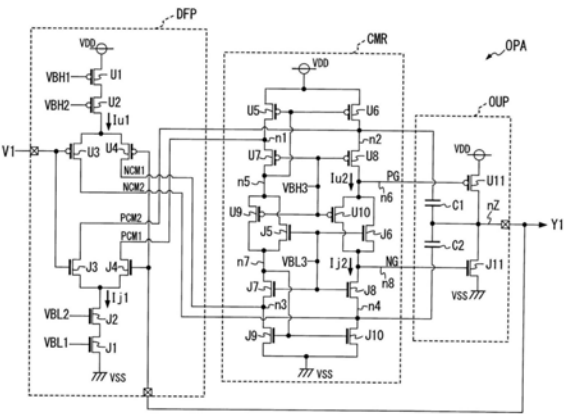 DFP
CMR
OPA
OUP
VDD
VBH1
U1
VBH2
U2
Iu1
V1
U3
U4
NCM1
NCM2
PCM2
PCM1
J3
J4
Ij1
VBL2
J2
VBL1
J1
VSS
VDD
U5
U6
n1
n2
U7
U8
n5
VBH3
Iu2
PG
n6
U9
U10
J5
J6
n7
VBL3
Ij2
NG
n8
J7
J8
n3
n4
J9
J10
VSS
VDD
U11
C1
nZ
Y1
C2
J11
VSS